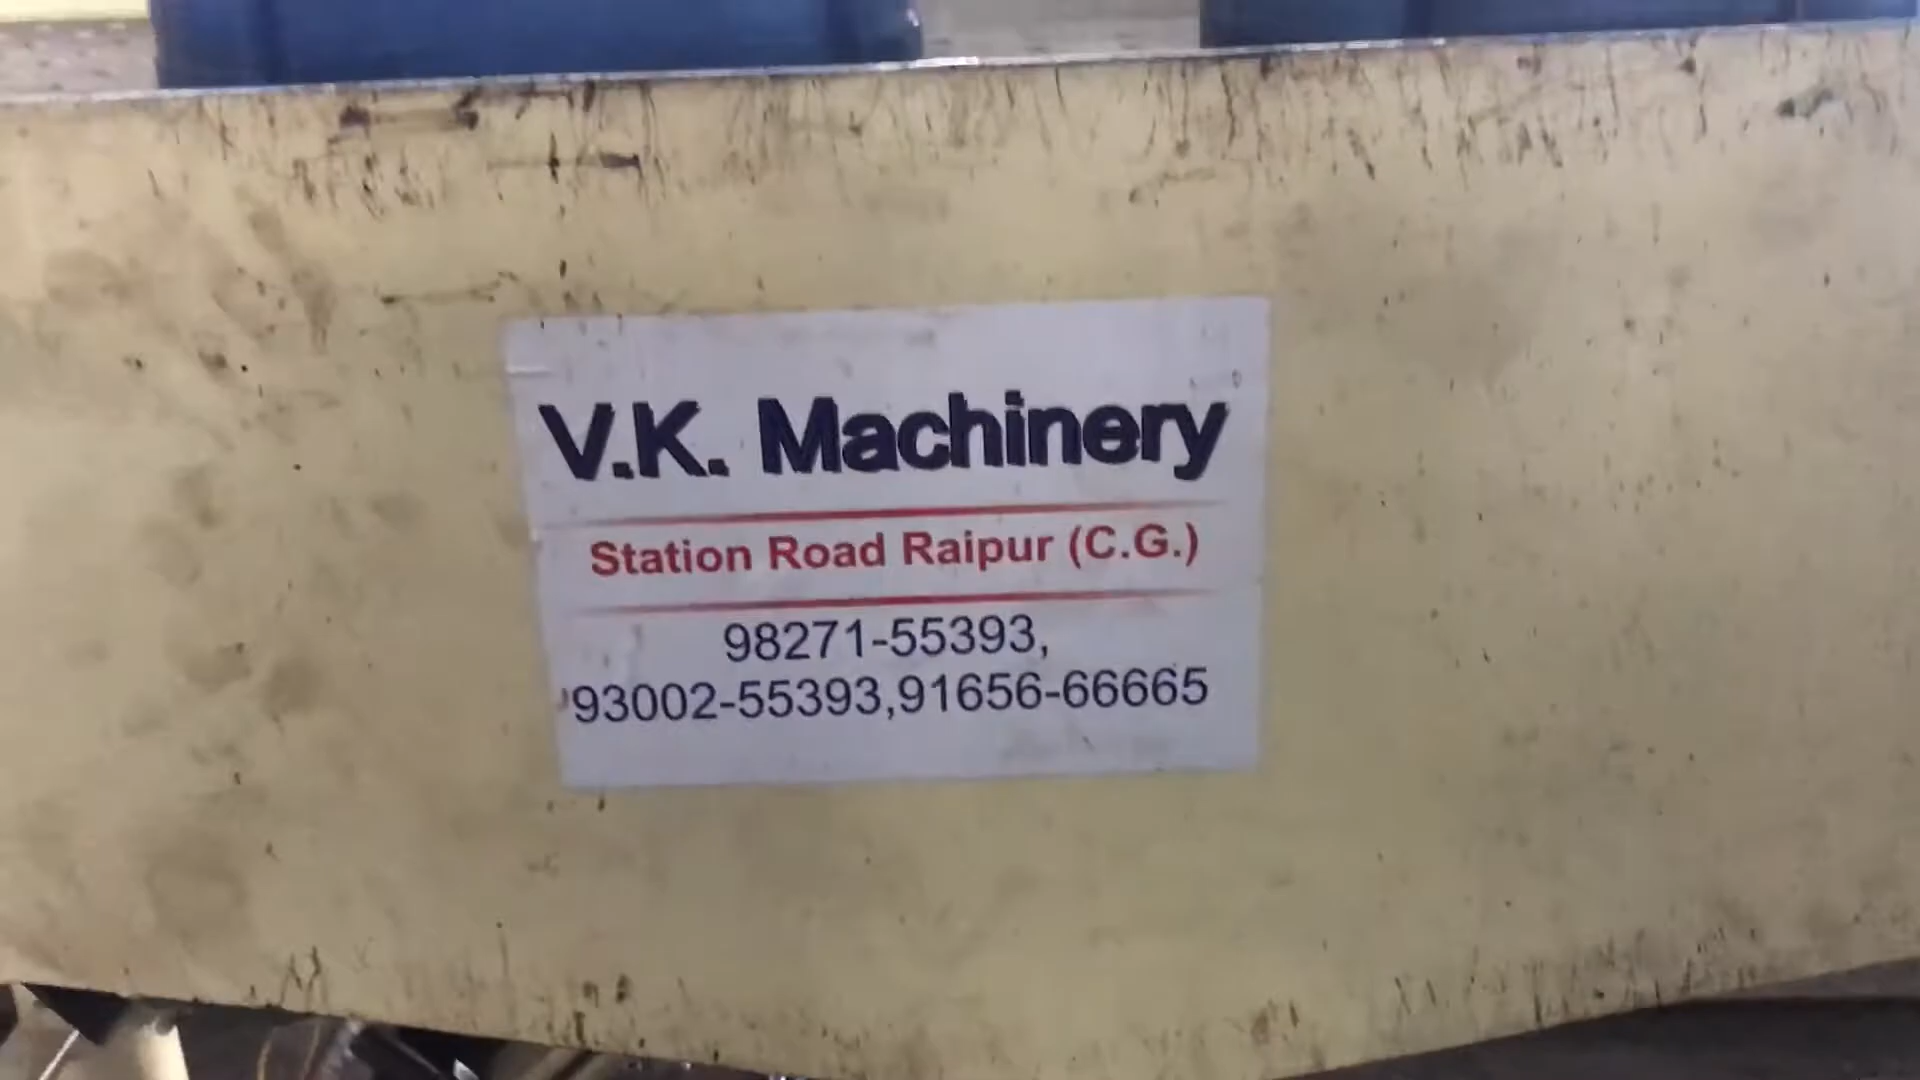 V.K. Machinery
Station Road Raipur (C.G.)
98271-55393,
93002-55393,91656-66665